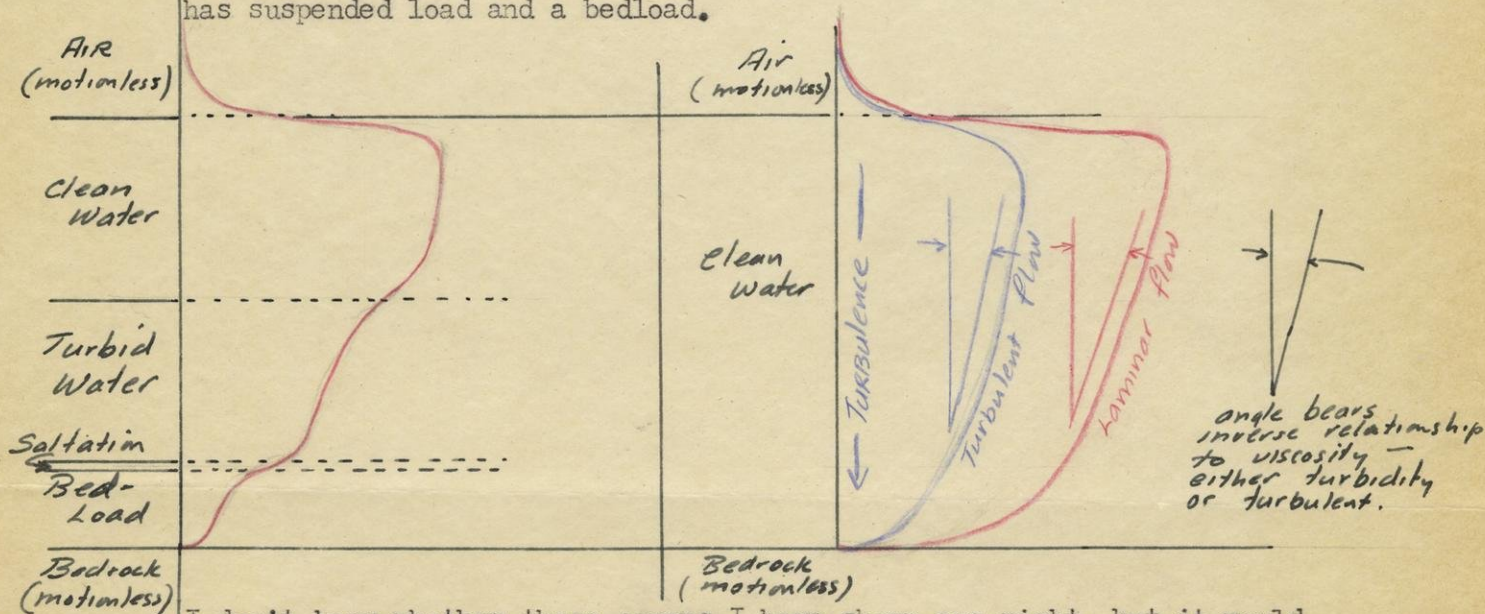 has suspended load and a bedload.
AIR
(motionless)
Clean
Water
Turbid
Water
Saltation
Bed-
Load
Bedrock
(motionless)
Air
(motionless)
Clean
Water
Bedrock
(motionless)
← TURBULENCE —
Turbulent flow
Laminar flow
angle bears
inverse relationship
to viscosity —
either turbidity
or turbulent.